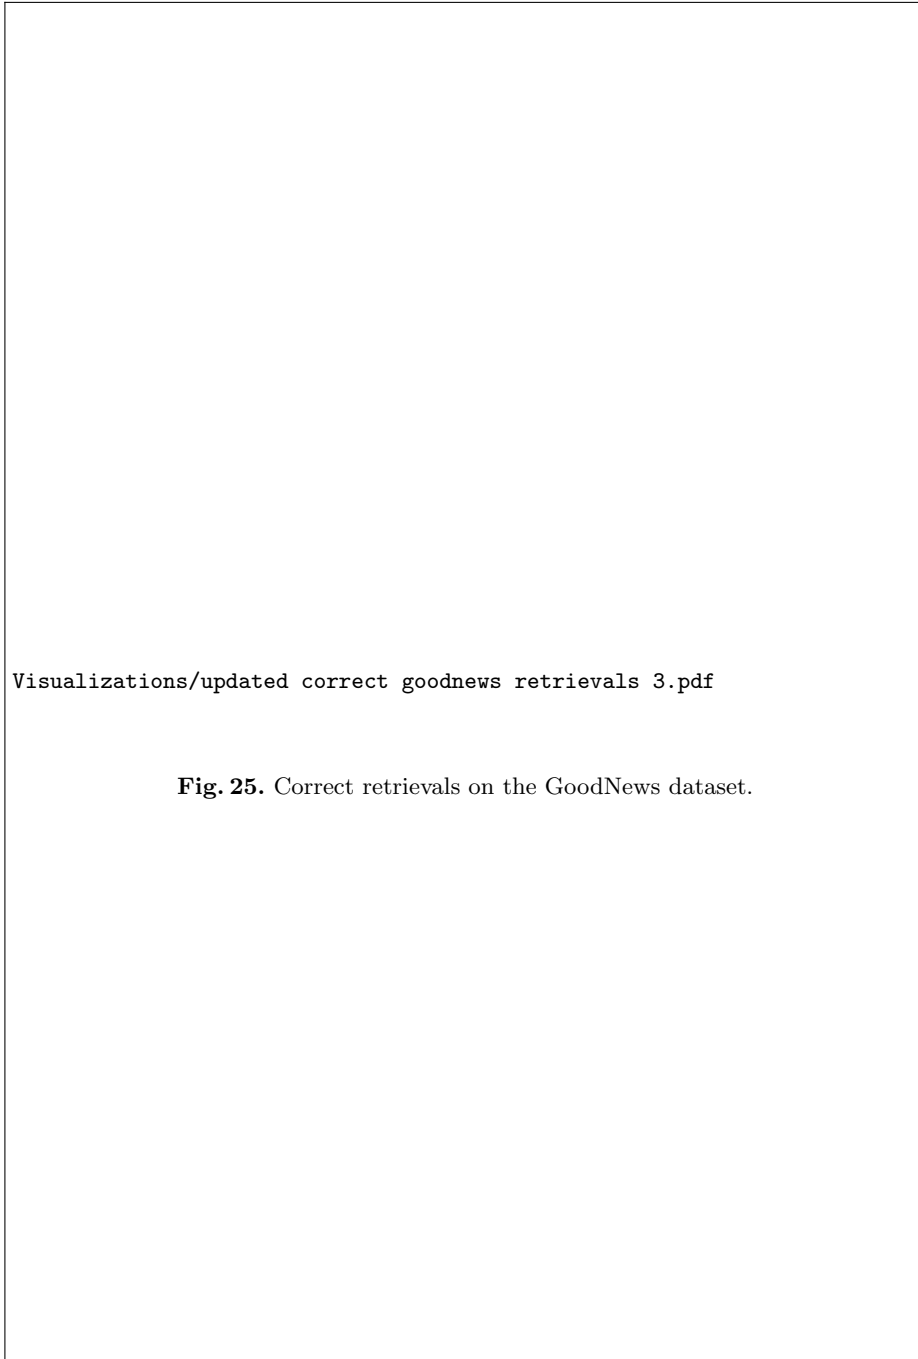 Visualizations/updated correct goodnews retrievals 3.pdf
Fig. 25. Correct retrievals on the GoodNews dataset.